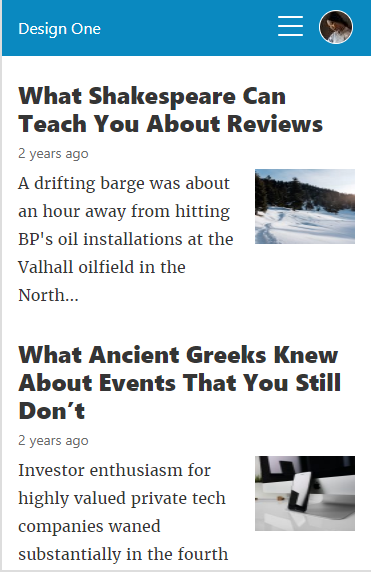 Design One
What Shakespeare Can
Teach You About Reviews
2 years ago
A drifting barge was about
an hour away from hitting
BP's oil installations at the
Valhall oilfield in the
North...
What Ancient Greeks Knew
About Events That You Still
Don’t
2 years ago
Investor enthusiasm for
highly valued private tech
companies waned
substantially in the fourth